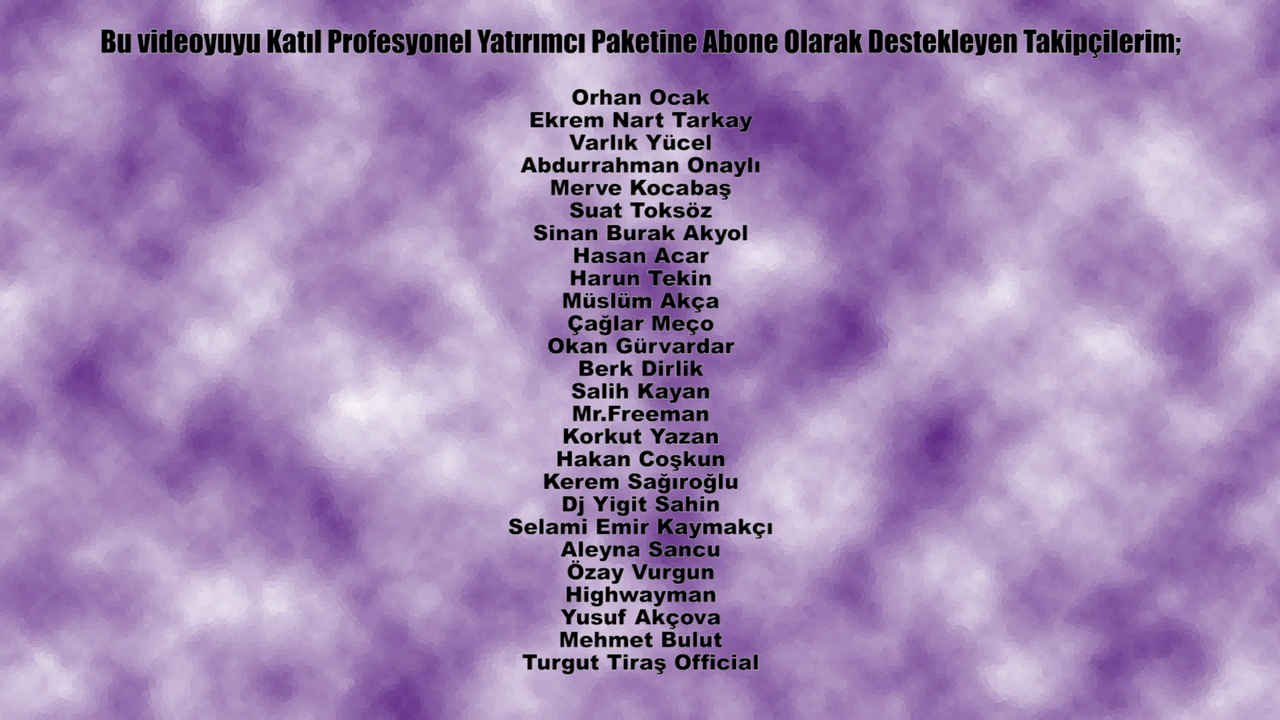 Bu videoyuyu Katıl Profesyonel Yatırımcı Paketine Abone Olarak Destekleyen Takipçilerim;
Orhan Ocak
Ekrem Nart Tarkay
Varlık Yücel
Abdurrahman Onaylı
Merve Kocabaş
Suat Toksöz
Sinan Burak Akyol
Hasan Acar
Harun Tekin
Müslüm Akça
Çağlar Meço
Okan Gürvardar
Berk Dirlik
Salih Kayan
Mr.Freeman
Korkut Yazan
Hakan Coşkun
Kerem Sağıroğlu
Dj Yigit Sahin
Selami Emir Kaymakçı
Aleyna Sancu
Özay Vurgun
Highwayman
Yusuf Akçova
Mehmet Bulut
Turgut Tiraş Official